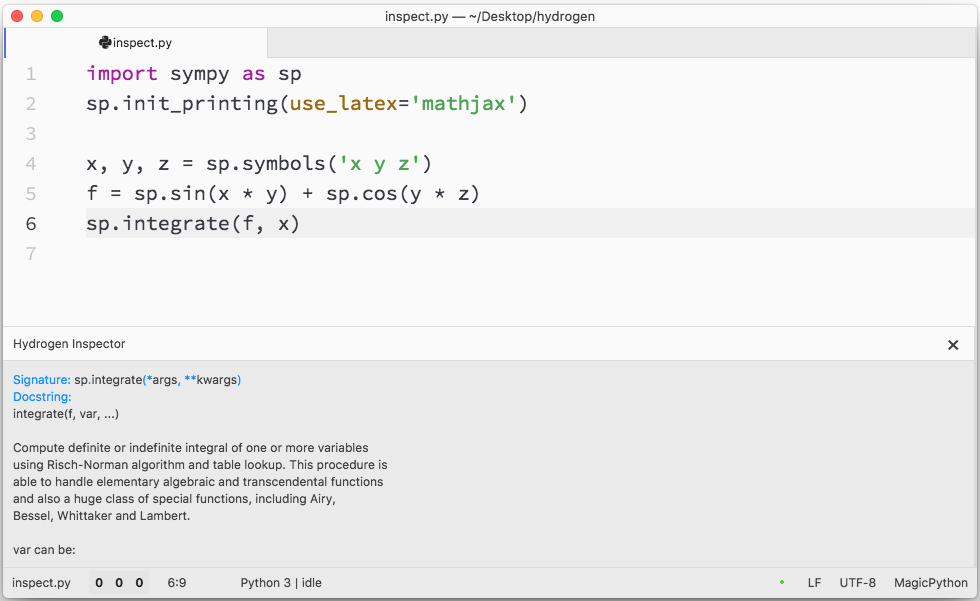 inspect.py — ~/Desktop/hydrogen
inspect.py
1 import sympy as sp
2 sp.init_printing(use_latex='mathjax')
3
4 x, y, z = sp.symbols('x y z')
5 f = sp.sin(x * y) + sp.cos(y * z)
6 sp.integrate(f, x)
7
Hydrogen Inspector
Signature: sp.integrate(*args, **kwargs)
Docstring:
integrate(f, var, ...)
Compute definite or indefinite integral of one or more variables
using Risch-Norman algorithm and table lookup. This procedure is
able to handle elementary algebraic and transcendental functions
and also a huge class of special functions, including Airy,
Bessel, Whittaker and Lambert.
var can be:
inspect.py 0 0 0 6:9 Python 3 | idle LF UTF-8 MagicPython